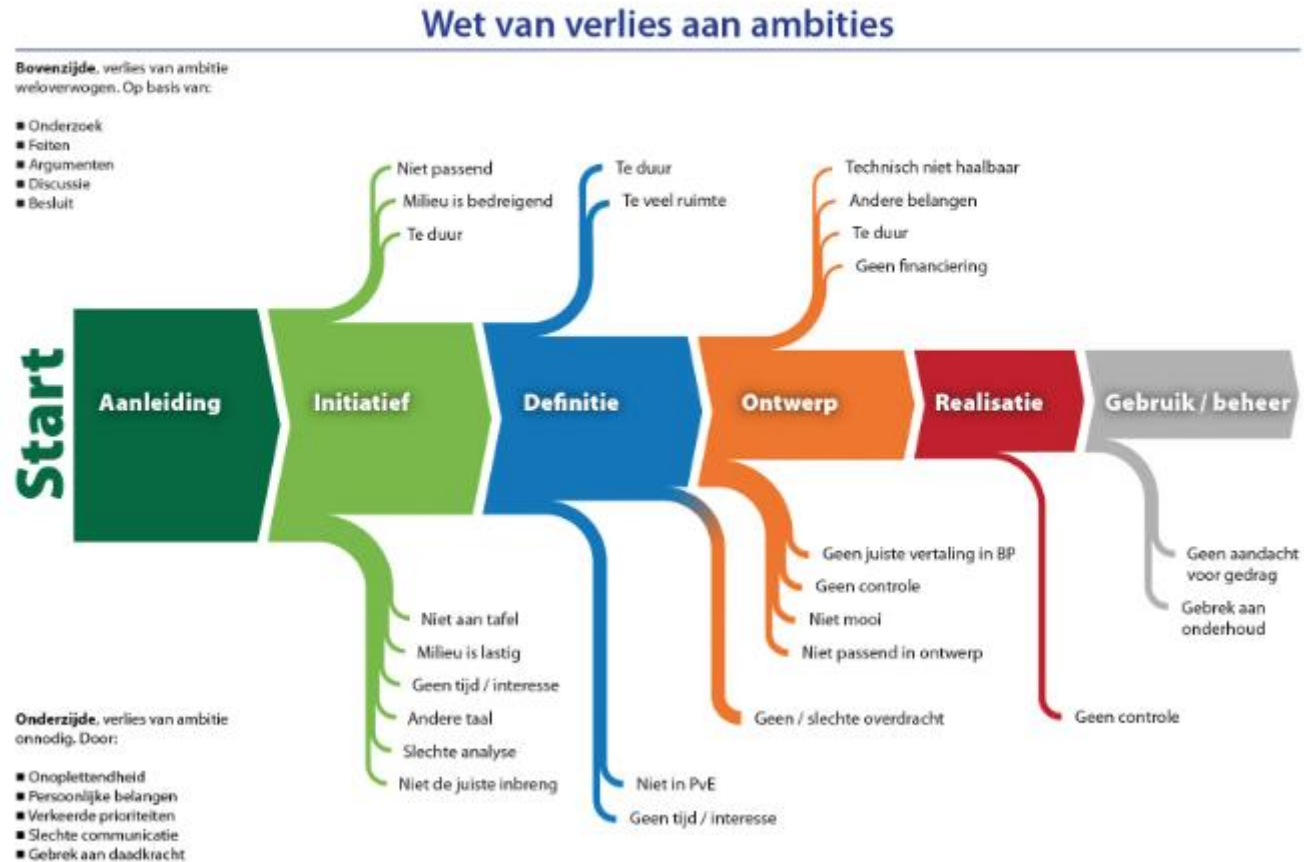 Wet van verlies aan ambities
Bovenzijde, verlies van ambitie
weloverwogen. Op basis van:
■ Onderzoek
■ Feiten
■ Argumenten
■ Discussie
■ Besluit
Niet passend
Milieu is bedreigend
Te duur
Te duur
Te veel ruimte
Technisch niet haalbaar
Andere belangen
Te duur
Geen financiering
Start
Aanleiding
Initiatief
Definitie
Ontwerp
Realisatie
Gebruik / beheer
Niet aan tafel
Milieu is lastig
Geen tijd / interesse
Andere taal
Slechte analyse
Niet de juiste inbreng
Niet in PvE
Geen tijd / interesse
Geen / slechte overdracht
Geen juiste vertaling in BP
Geen controle
Niet mooi
Niet passend in ontwerp
Geen controle
Geen aandacht
voor gedrag
Gebrek aan
onderhoud
Onderzijde, verlies van ambitie
onnodig. Door:
■ Onoplettendheid
■ Persoonlijke belangen
■ Verkeerde prioriteiten
■ Slechte communicatie
■ Gebrek aan daadkracht